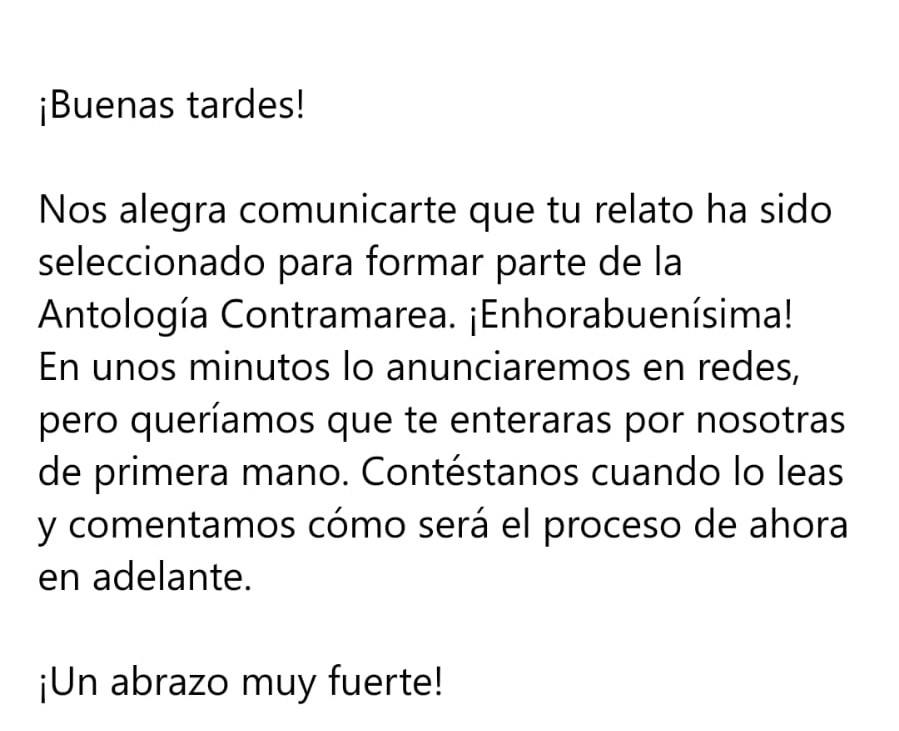 ¡Buenas tardes!
Nos alegra comunicarte que tu relato ha sido
seleccionado para formar parte de la
Antología Contramarea. ¡Enhorabuenísima!
En unos minutos lo anunciaremos en redes,
pero queríamos que te enteraras por nosotras
de primera mano. Contéstanos cuando lo leas
y comentamos cómo será el proceso de ahora
en adelante.
¡Un abrazo muy fuerte!